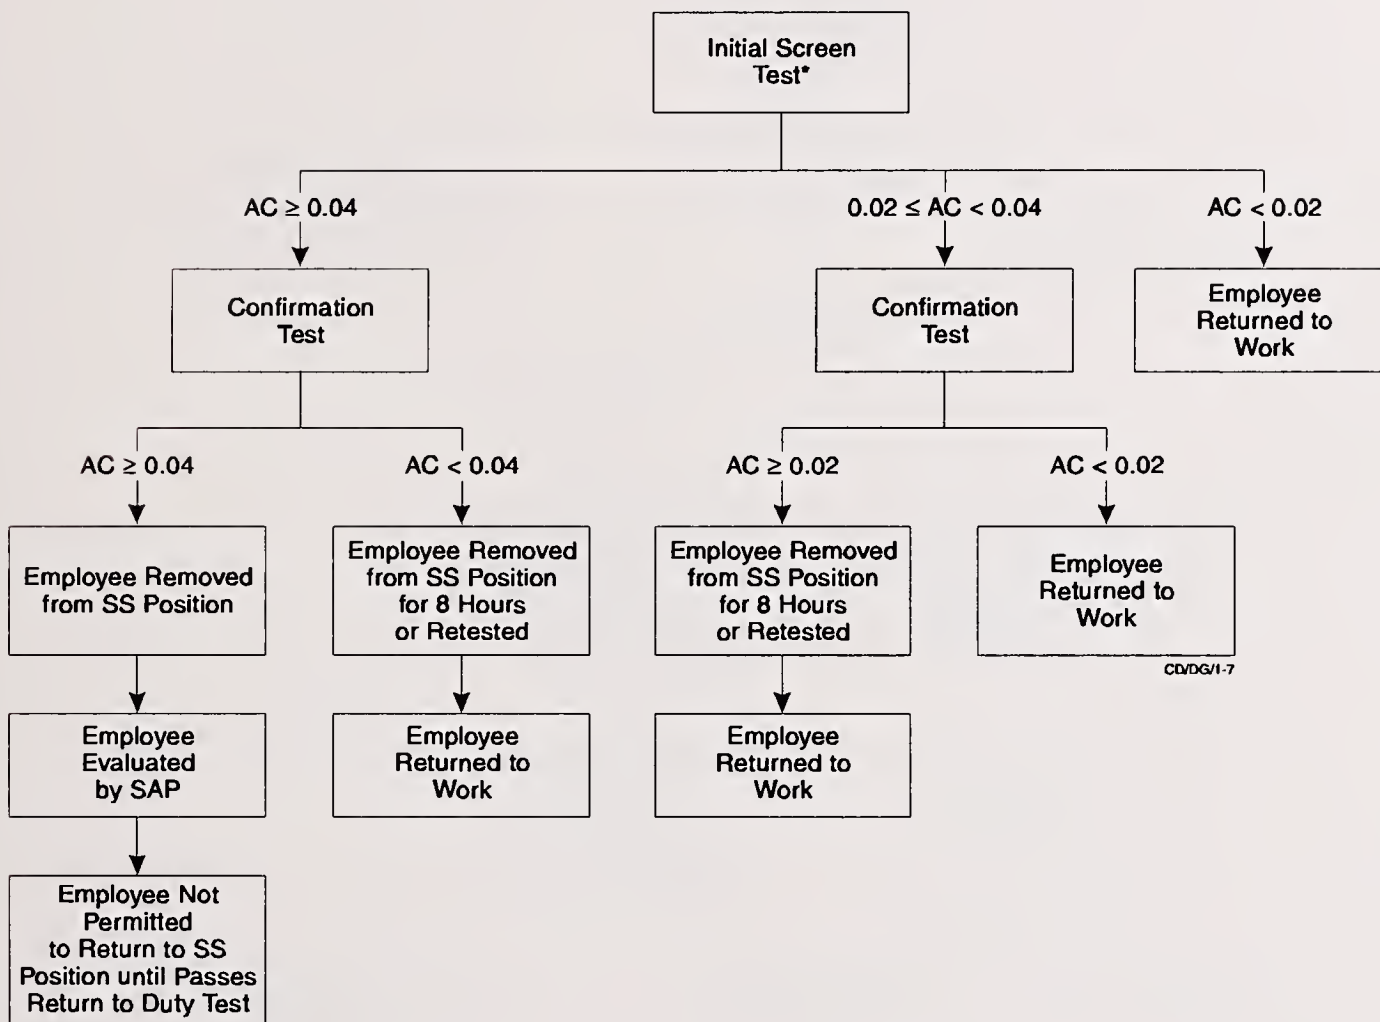 Initial Screen
Test*
AC ≥ 0.04
0.02 ≤ AC < 0.04
AC < 0.02
Confirmation
Test
Confirmation
Test
Employee
Returned to
Work
AC ≥ 0.04
AC < 0.04
AC ≥ 0.02
AC < 0.02
Employee Removed
from SS Position
Employee Removed
from SS Position
for 8 Hours
or Retested
Employee Removed
from SS Position
for 8 Hours
or Retested
Employee
Returned to
Work
CD/DG/1-7
Employee
Evaluated
by SAP
Employee
Returned to
Work
Employee
Returned to
Work
Employee Not
Permitted
to Return to SS
Position until Passes
Return to Duty Test